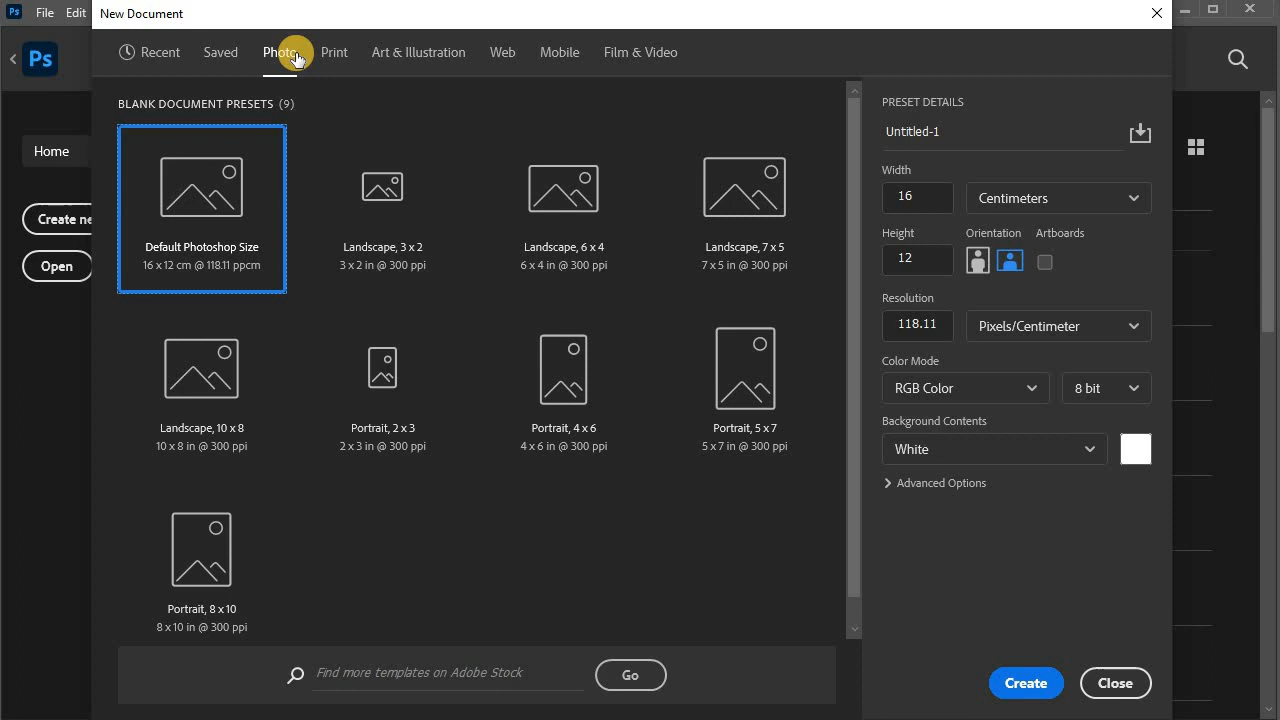 Ps File Edit
New Document
Ps
Recent Saved Photo Print Art & Illustration Web Mobile Film & Video
Home
Create
Open
BLANK DOCUMENT PRESETS (9)
Default Photoshop Size
16 x 12 cm @ 118.11 ppcm
Landscape, 3 x 2
3 x 2 in @ 300 ppi
Landscape, 6 x 4
6 x 4 in @ 300 ppi
Landscape, 7 x 5
7 x 5 in @ 300 ppi
Landscape, 10 x 8
10 x 8 in @ 300 ppi
Portrait, 2 x 3
2 x 3 in @ 300 ppi
Portrait, 4 x 6
4 x 6 in @ 300 ppi
Portrait, 5 x 7
5 x 7 in @ 300 ppi
Portrait, 8 x 10
8 x 10 in @ 300 ppi
Find more templates on Adobe Stock Go
PRESET DETAILS
Untitled-1
Width
16 Centimeters
Height Orientation Artboards
12
Resolution
118.11 Pixels/Centimeter
Color Mode
RGB Color 8 bit
Background Contents
White
Advanced Options
Create Close